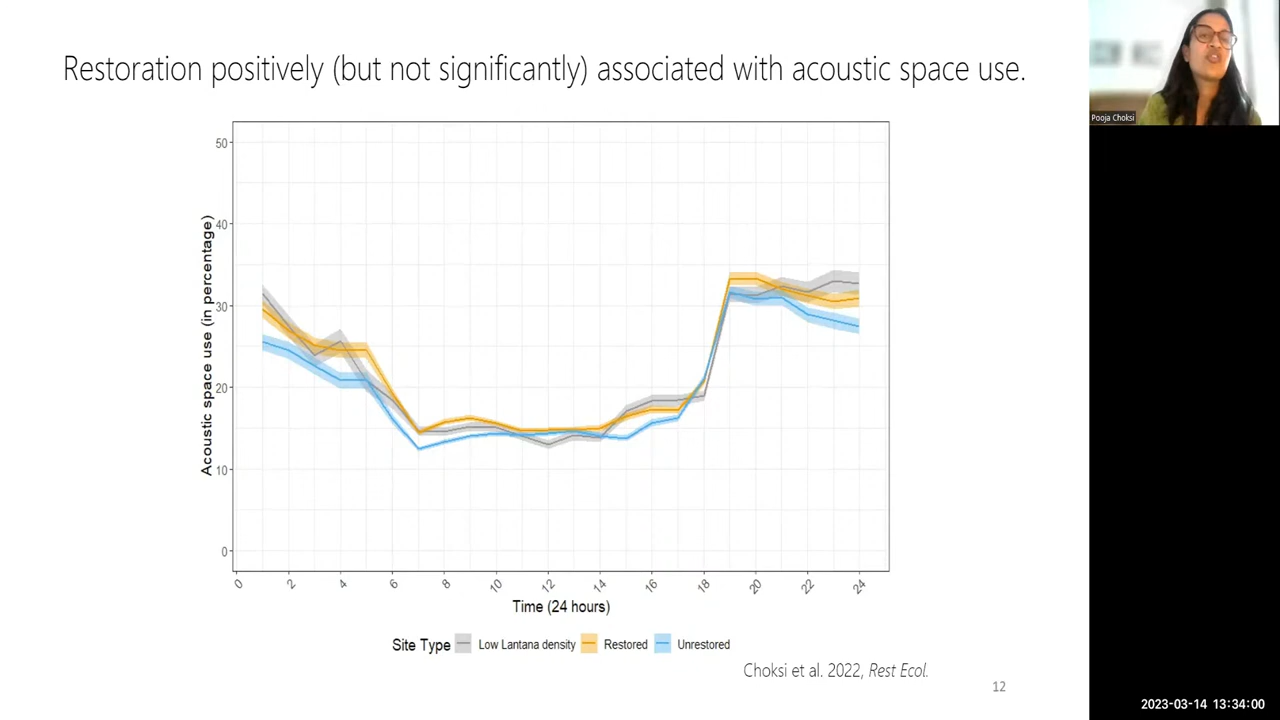 Restoration positively (but not significantly) associated with acoustic space use.
Pooja Choksi
50
40
30
20
10
0
Acoustic space use (in percentage)
0 2 4 6 8 10 12 14 16 18 20 22 24
Time (24 hours)
Site Type Low Lantana density Restored Unrestored
Choksi et al. 2022, Rest Ecol.
12
2023-03-14 13:34:00